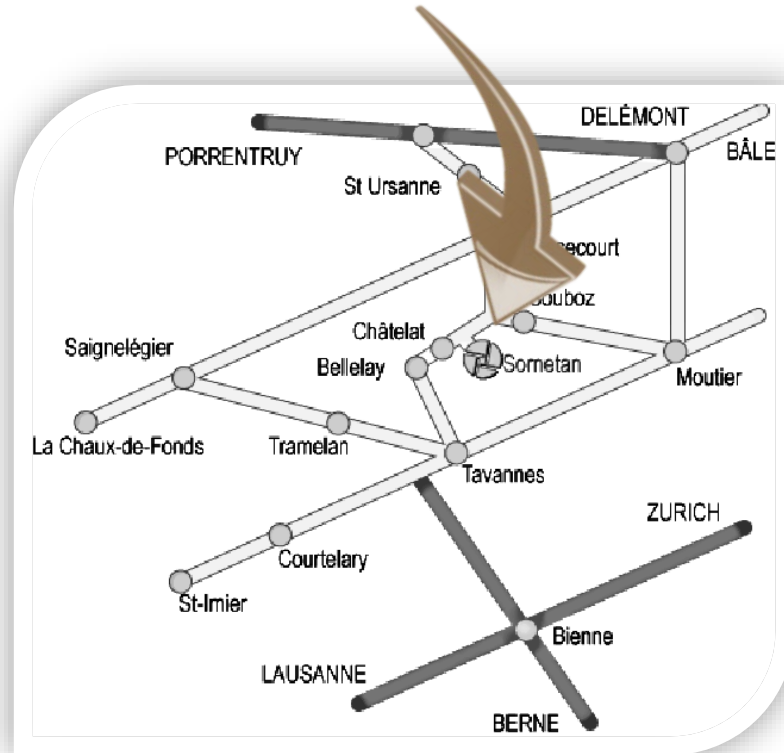 DELÉMONT
PORRENTRUY
BÂLE
St Ursanne
Châtelat
Saignelégier
Bellelay
Sornetan
Moutier
La Chaux-de-Fonds
Tramelan
Tavannes
ZURICH
Courtelary
St-Imier
Bienne
LAUSANNE
BERNE